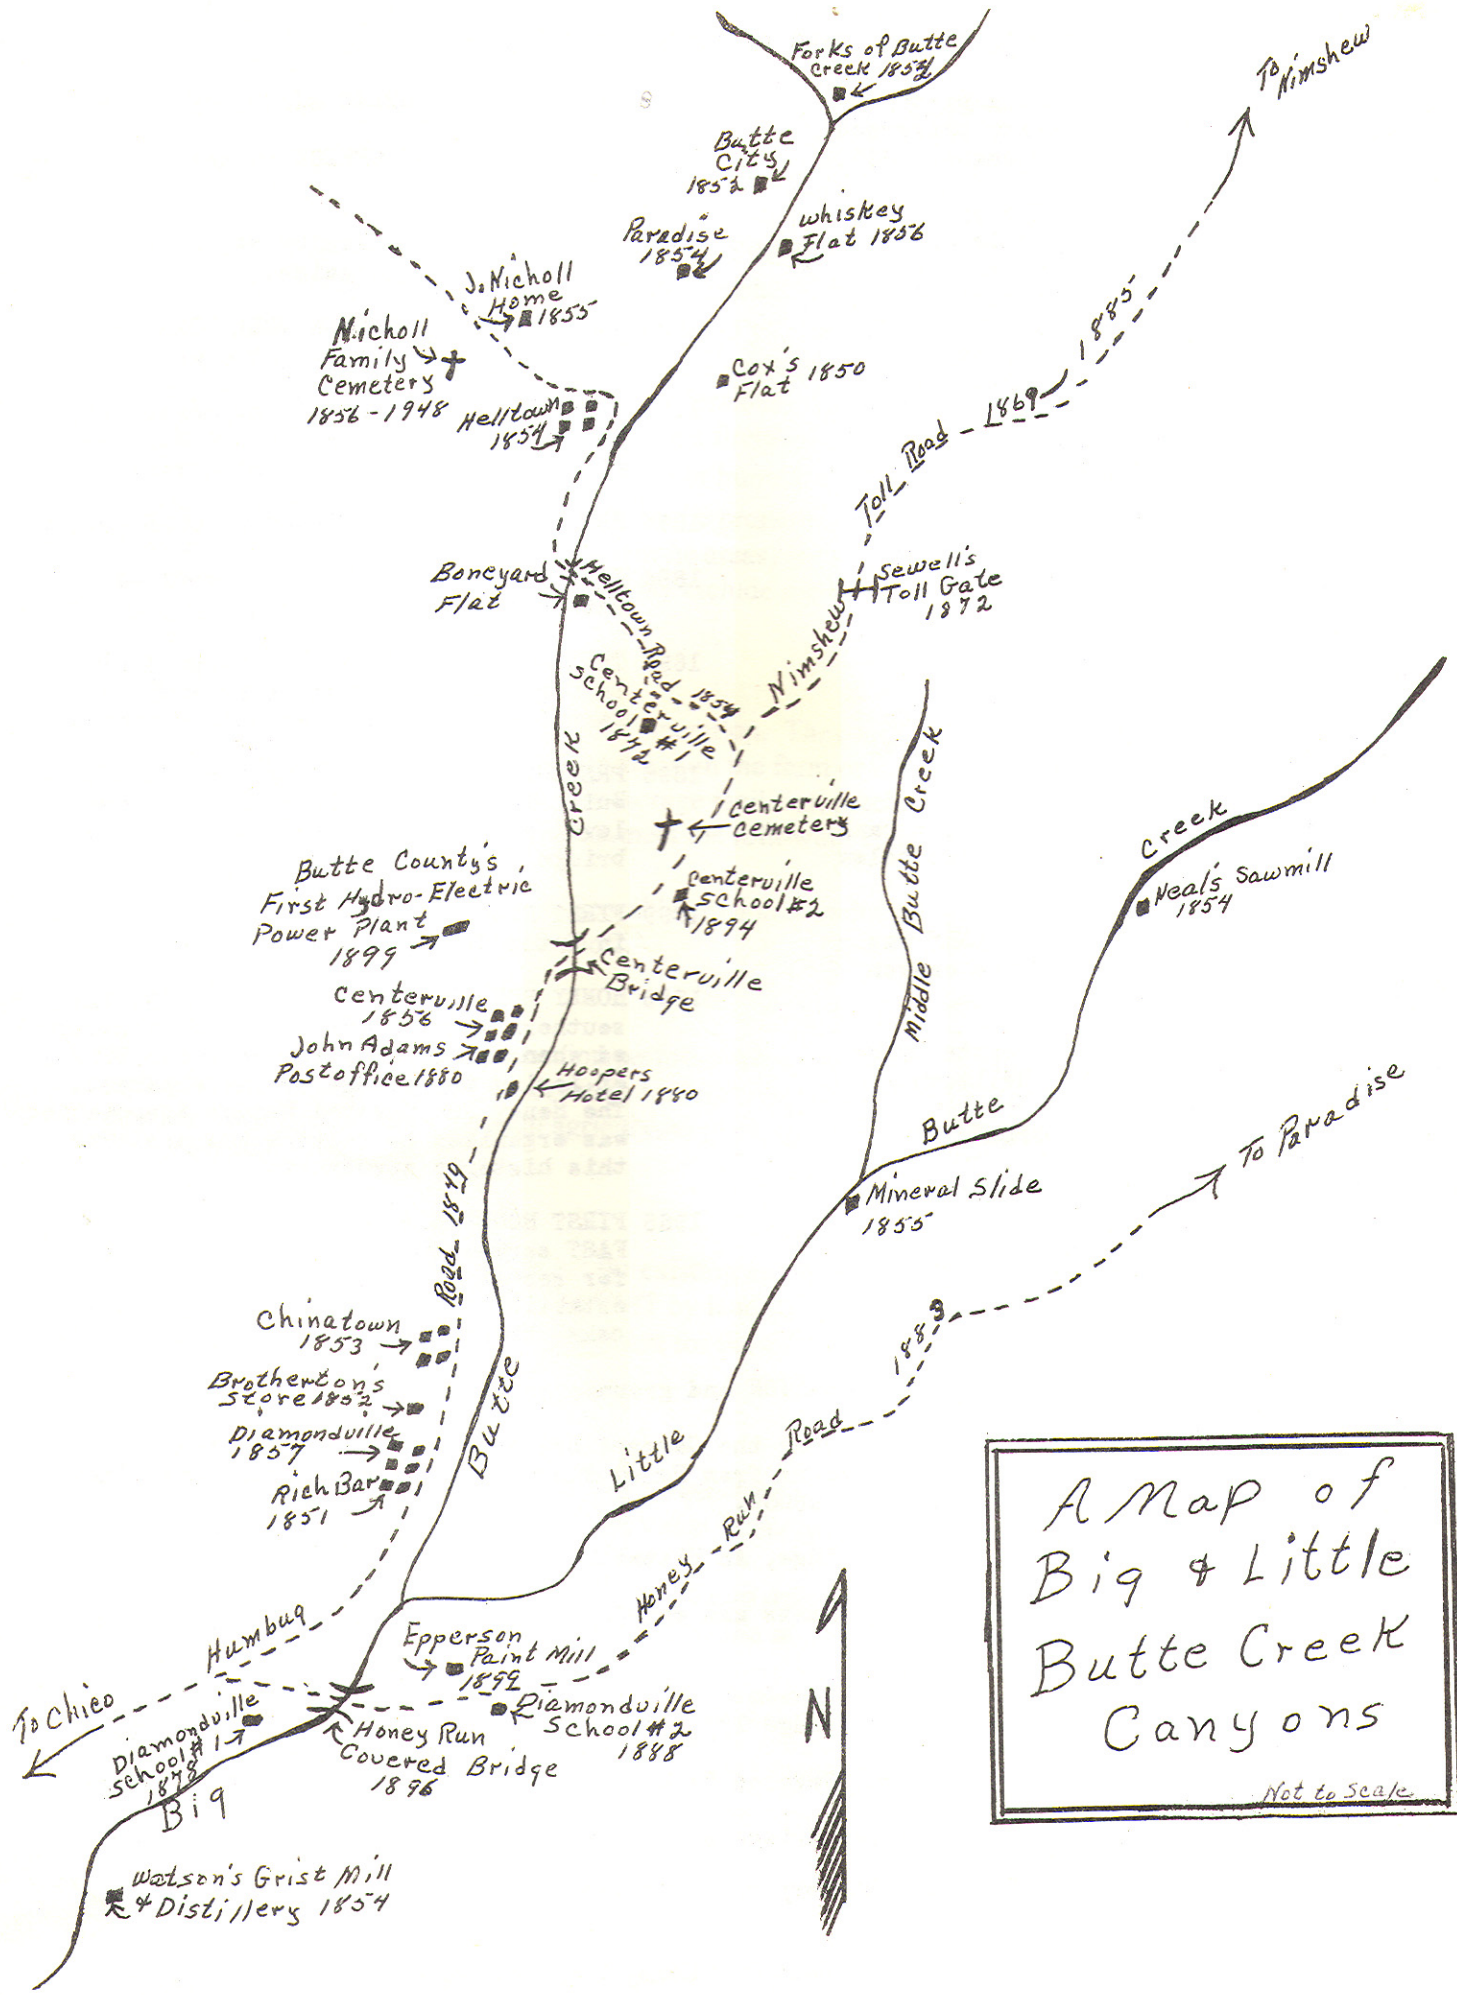 Forks of Butte
Creek 1852
To
Nimshew
Butte
City
1852
Whiskey
Flat 1856
Paradise
1854
J. Nicholl
Home
1855
Nicholl
Family
Cemetery
1856-1948
Helltown
1854
Cox's
Flat 1850
Nimshew Toll Road 1869 - 1885
Sewell's
Toll Gate
1872
Boneyard
Flat
Helltown Road 1854
Centerville
School #1
1872
Centerville
Cemetery
Centerville
School #2
1894
Middle Butte Creek
Neal's Sawmill
1854
Butte County's
First Hydro-Electric
Power Plant
1899
Centerville
Bridge
Centerville
1856
John Adams
Postoffice 1880
Hoopers
Hotel 1880
Mineral Slide
1855
To Paradise
Chinatown
1853
Brotherton's
Store 1852
Diamondville
1857
Rich Bar
1851
Humbug Road 1849
Big Butte Creek
Little Butte Creek
Honey Run Road 1883
Epperson
Paint Mill
1899
To Chico
Diamondville
School #1
1878
Honey Run
Covered Bridge
1896
Diamondville
School #2
1888
Watson's Grist Mill
& Distillery 1854
N
A Map of
Big & Little
Butte Creek
Canyons
Not to Scale